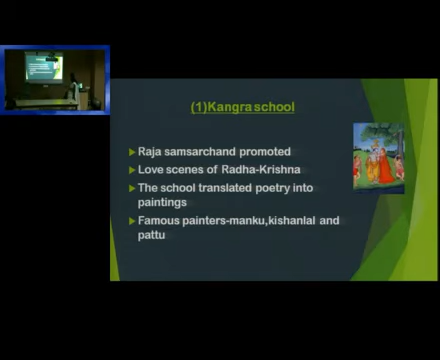 (1)Kangra school
Raja samsarchand promoted
Love scenes of Radha-Krishna
The school translated poetry into
paintings
Famous painters-manku,kishanlal and
pattu